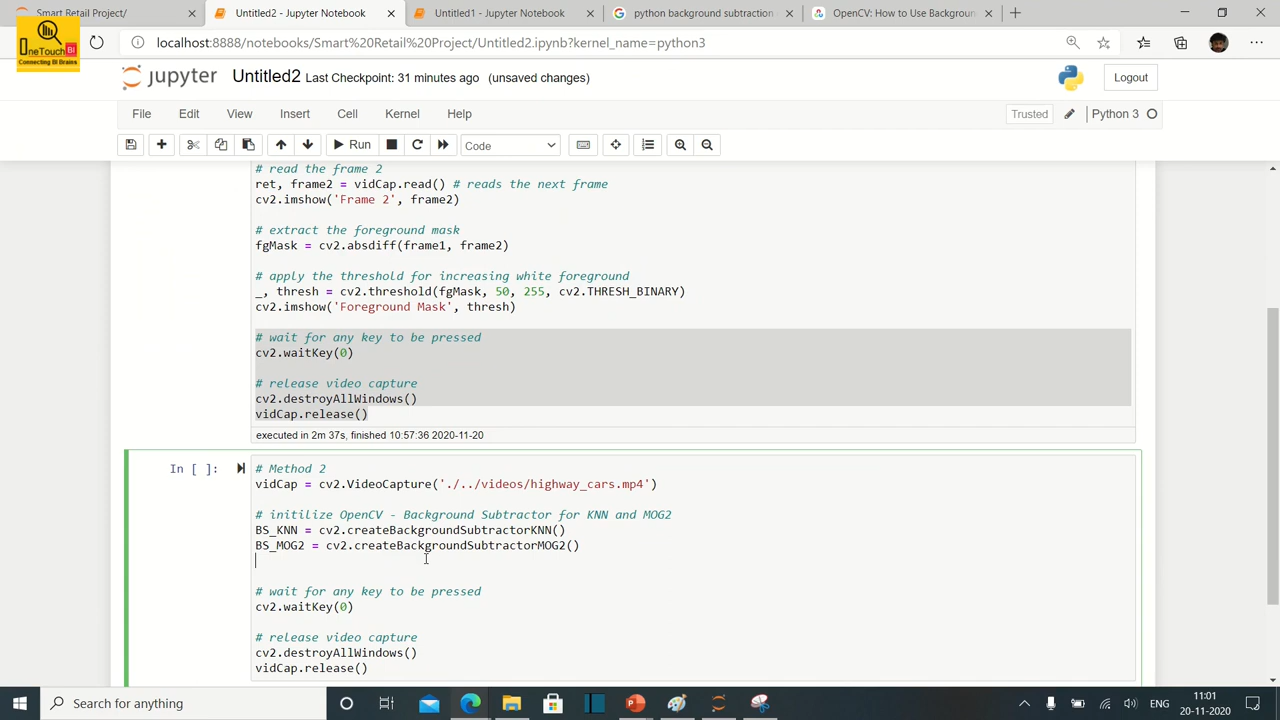 Smart Retail Project/
Untitled2 - Jupyter Notebook
Untitled2 - Jupyter Notebook
python background subtraction
OpenCV: How to Use Backgroun
OneTouch BI
Connecting BI Brains
localhost:8888/notebooks/Smart%20Retail%20Project/Untitled2.ipynb?kernel_name=python3
jupyter Untitled2 Last Checkpoint: 31 minutes ago (unsaved changes)
Logout
File Edit View Insert Cell Kernel Help
Trusted Python 3
Run Code
# read the frame 2
ret, frame2 = vidCap.read() # reads the next frame
cv2.imshow('Frame 2', frame2)
# extract the foreground mask
fgMask = cv2.absdiff(frame1, frame2)
# apply the threshold for increasing white foreground
_, thresh = cv2.threshold(fgMask, 50, 255, cv2.THRESH_BINARY)
cv2.imshow('Foreground Mask', thresh)
# wait for any key to be pressed
cv2.waitKey(0)
# release video capture
cv2.destroyAllWindows()
vidCap.release()
executed in 2m 37s, finished 10:57:36 2020-11-20
In [ ]:
# Method 2
vidCap = cv2.VideoCapture('./../videos/highway_cars.mp4')
# initilize OpenCV - Background Subtractor for KNN and MOG2
BS_KNN = cv2.createBackgroundSubtractorKNN()
BS_MOG2 = cv2.createBackgroundSubtractorMOG2()
# wait for any key to be pressed
cv2.waitKey(0)
# release video capture
cv2.destroyAllWindows()
vidCap.release()
Search for anything
ENG
11:01
20-11-2020